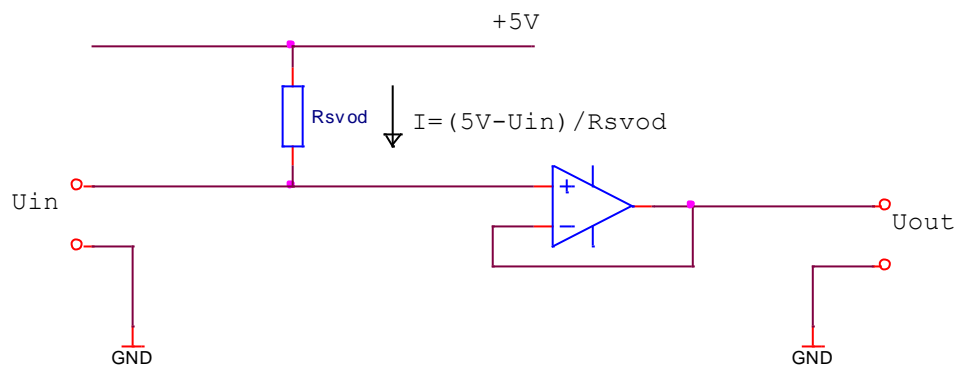 +5V
Rsvod
I=(5V-Uin)/Rsvod
Uin
+
−
Uout
GND
GND